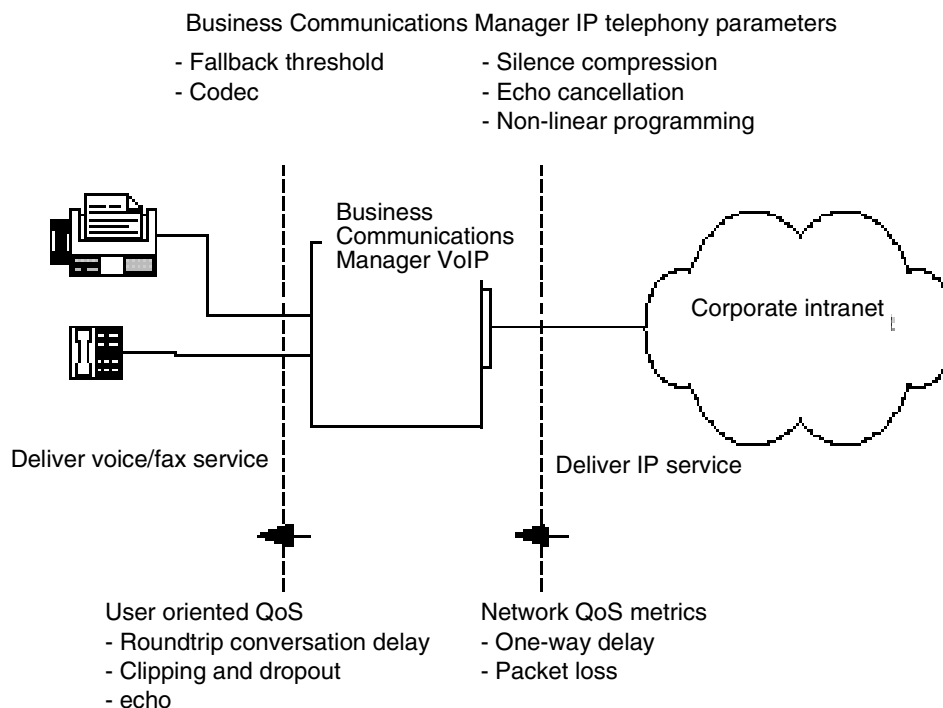 Business Communications Manager IP telephony parameters
- Fallback threshold
- Codec
- Silence compression
- Echo cancellation
- Non-linear programming
Business
Communications
Manager VoIP
Corporate intranet
Deliver voice/fax service
Deliver IP service
User oriented QoS
- Roundtrip conversation delay
- Clipping and dropout
- echo
Network QoS metrics
- One-way delay
- Packet loss